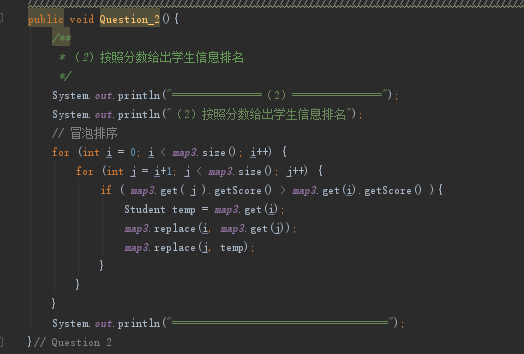 public void Question_2(){
/**
* (2)按照分数给出学生信息排名
*/
System.out.println("==================(2)==================");
System.out.println("(2)按照分数给出学生信息排名");
// 冒泡排序
for (int i = 0; i < map3.size(); i++) {
for (int j = i+1; j < map3.size(); j++) {
if ( map3.get( j ).getScore() > map3.get(i).getScore() ){
Student temp = map3.get(i);
map3.replace(i, map3.get(j));
map3.replace(j, temp);
}
}
}
System.out.println("===========================================");
}// Question 2